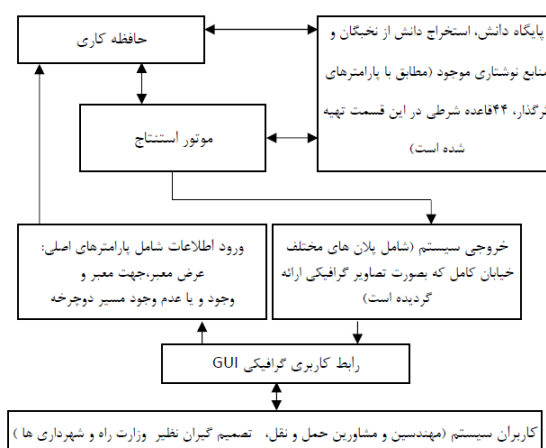 حافظه کاری
پایگاه دانش، استخراج دانش از نخبگان و
منابع نوشتاری موجود (مطابق با پارامترهای
ثرگذار، ۴۴قاعده شرطی در این قسمت تهیه
شده است)
موتور استنتاج
ورود اطلاعات شامل پارامترهای اصلی:
عرض معبر،جهت معبر و
وجود و یا عدم وجود مسیر دوچرخه
خروجی سیستم (شامل پلان های مختلف
خیابان کامل که بصورت تصاویر گرافیکی ارائه
گردیده است)
رابط کاربری گرافیکی GUI
کاربران سیستم (مهندسین و مشاورین حمل و نقل، تصمیم گیران نظیر وزارت راه و شهرداری ها )